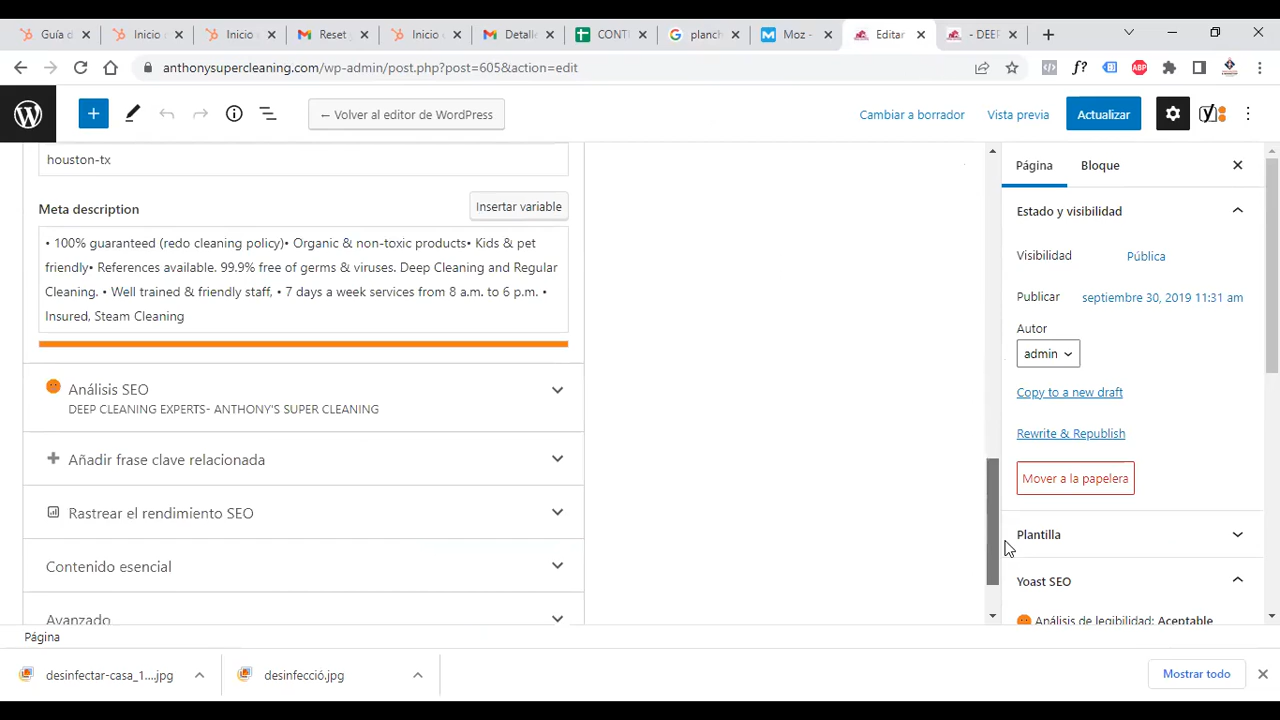 Guía d
Inicio
Inicio
Reset
Inicio
Detalle
CONT
planch
Moz -
Editar
- DEEP
anthonysupercleaning.com/wp-admin/post.php?post=605&action=edit
← Volver al editor de WordPress
Cambiar a borrador
Vista previa
Actualizar
houston-tx
Meta description
Insertar variable
• 100% guaranteed (redo cleaning policy)• Organic & non-toxic products• Kids & pet
friendly• References available. 99.9% free of germs & viruses. Deep Cleaning and Regular
Cleaning. • Well trained & friendly staff, • 7 days a week services from 8 a.m. to 6 p.m. •
Insured, Steam Cleaning
Análisis SEO
DEEP CLEANING EXPERTS- ANTHONY'S SUPER CLEANING
Añadir frase clave relacionada
Rastrear el rendimiento SEO
Contenido esencial
Avanzado
Página
Bloque
Estado y visibilidad
Visibilidad
Pública
Publicar
septiembre 30, 2019 11:31 am
Autor
admin
Copy to a new draft
Rewrite & Republish
Mover a la papelera
Plantilla
Yoast SEO
Análisis de legibilidad: Aceptable
Página
desinfectar-casa_1....jpg
desinfecció.jpg
Mostrar todo